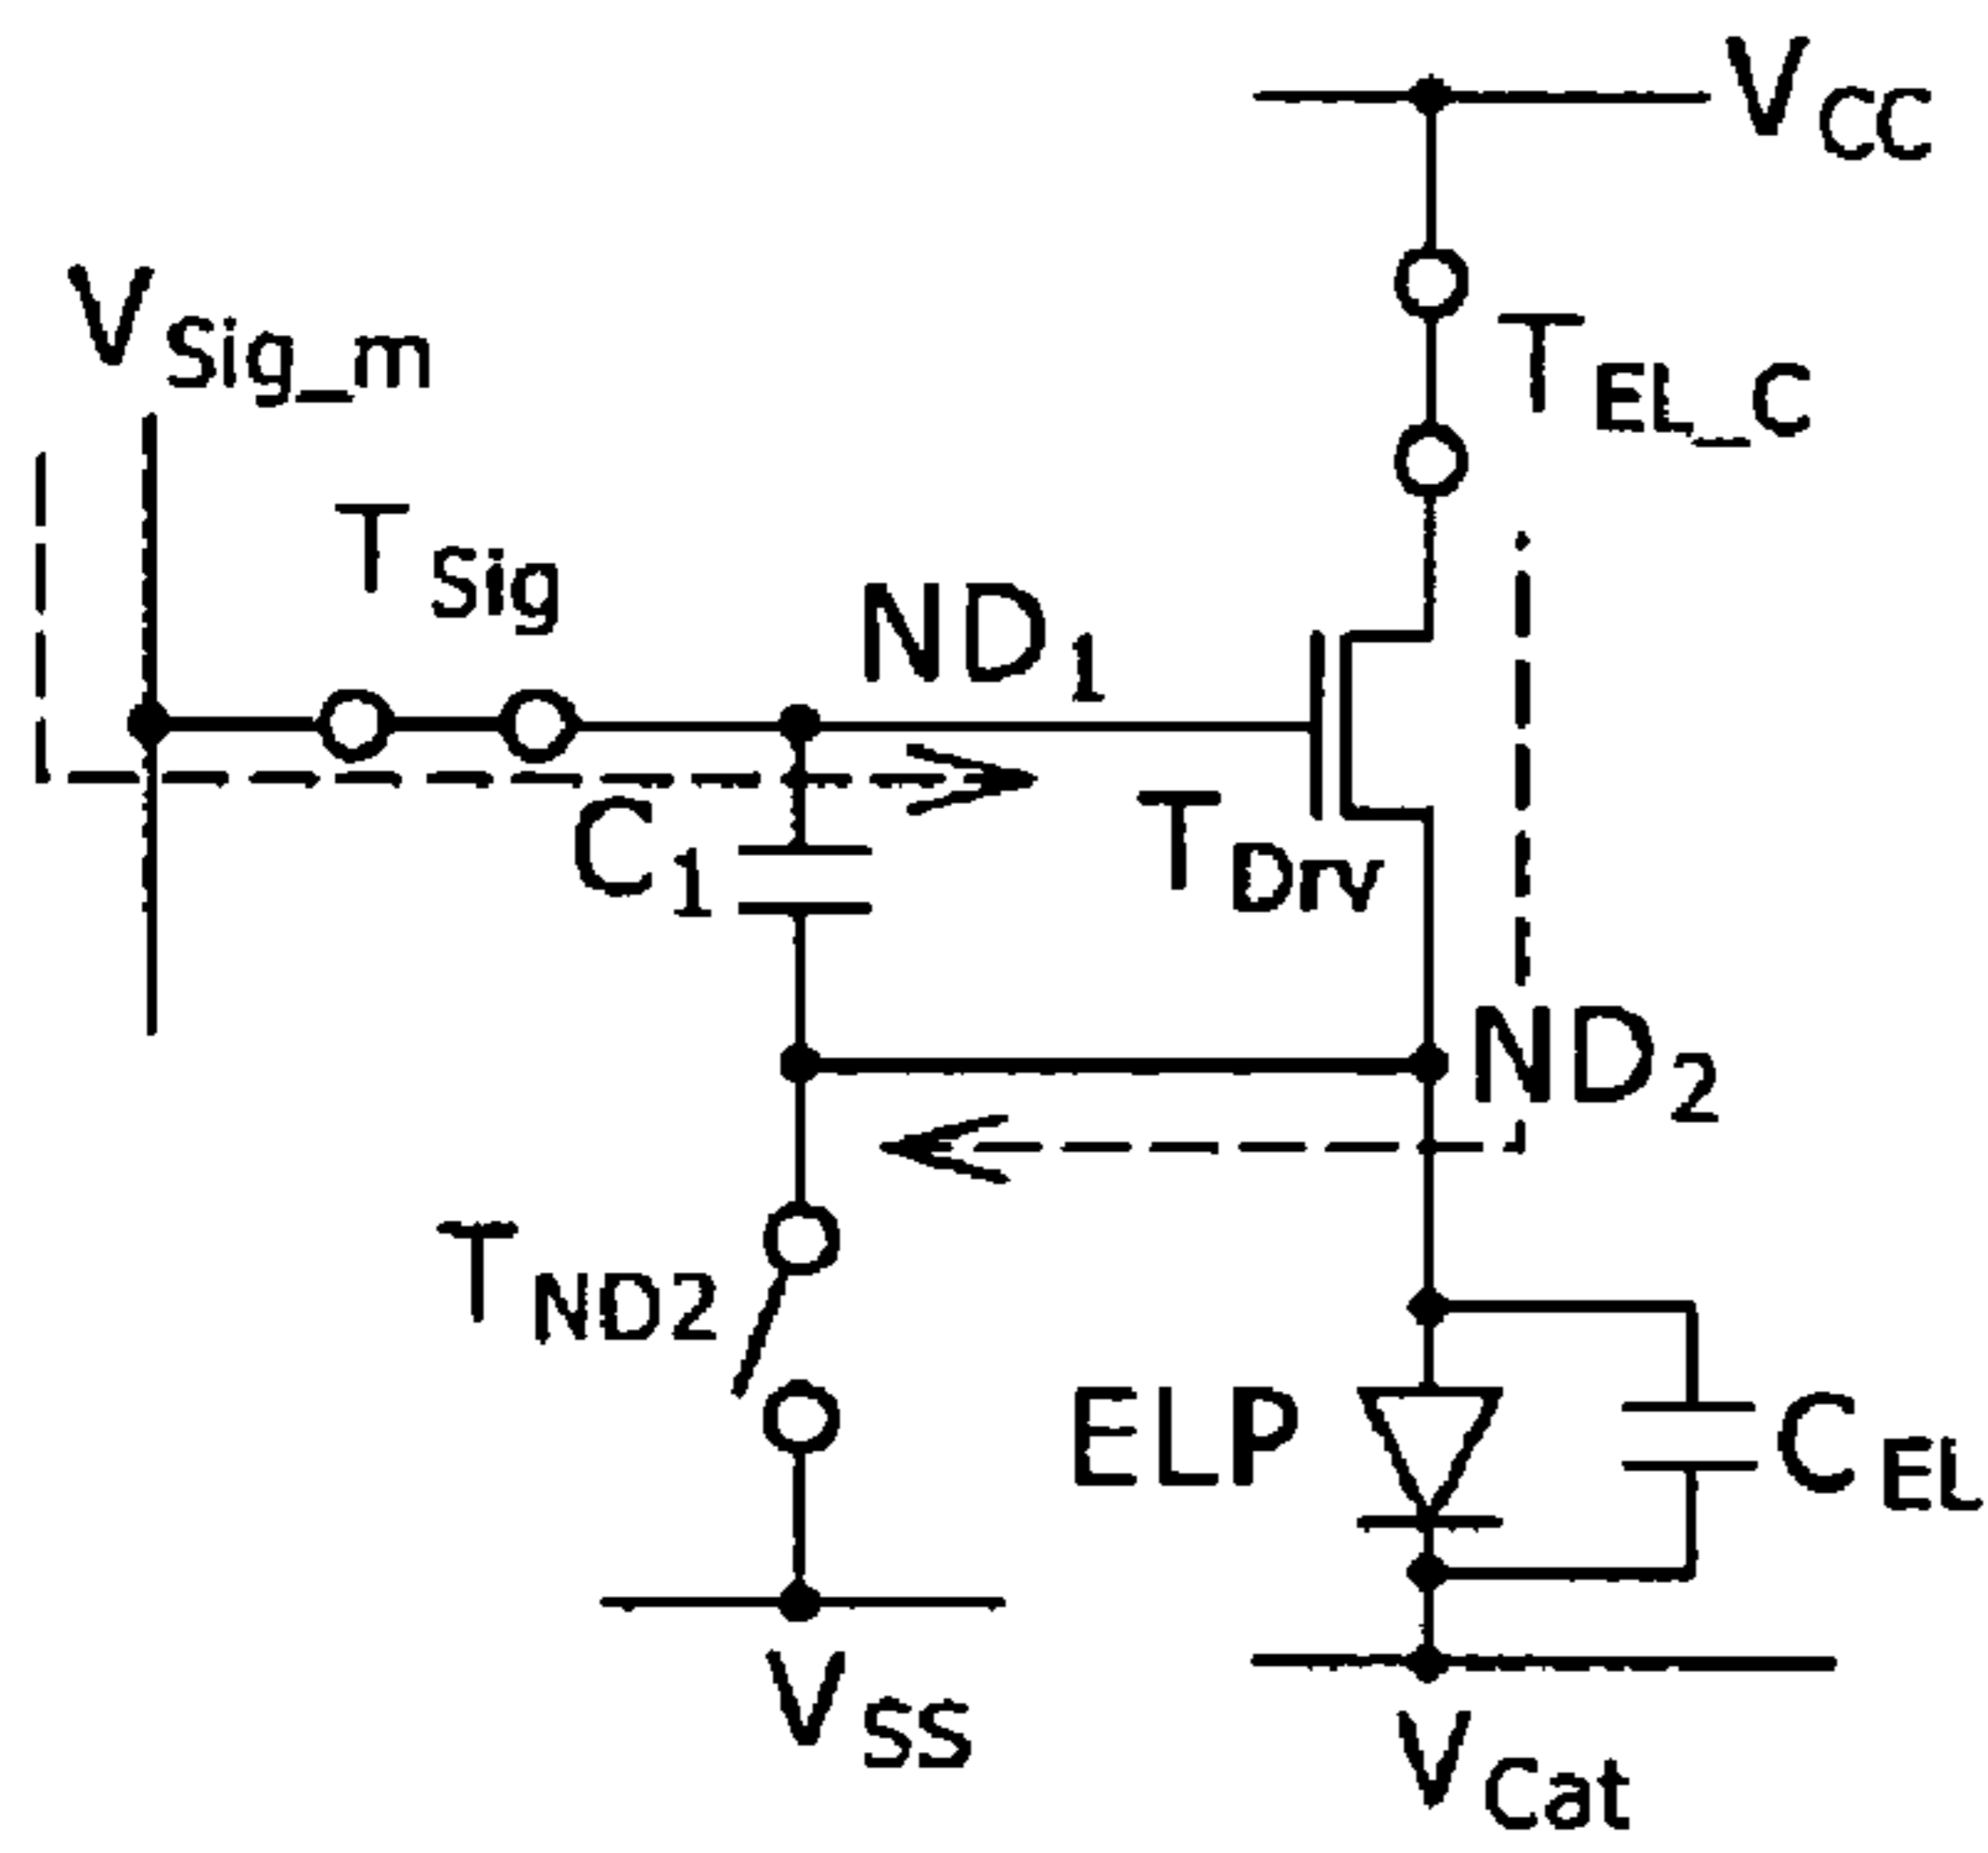 VCC
VSig_m
TEL_C
TSig
ND1
C1
TDrv
ND2
TND2
ELP
CEL
VSS
VCat